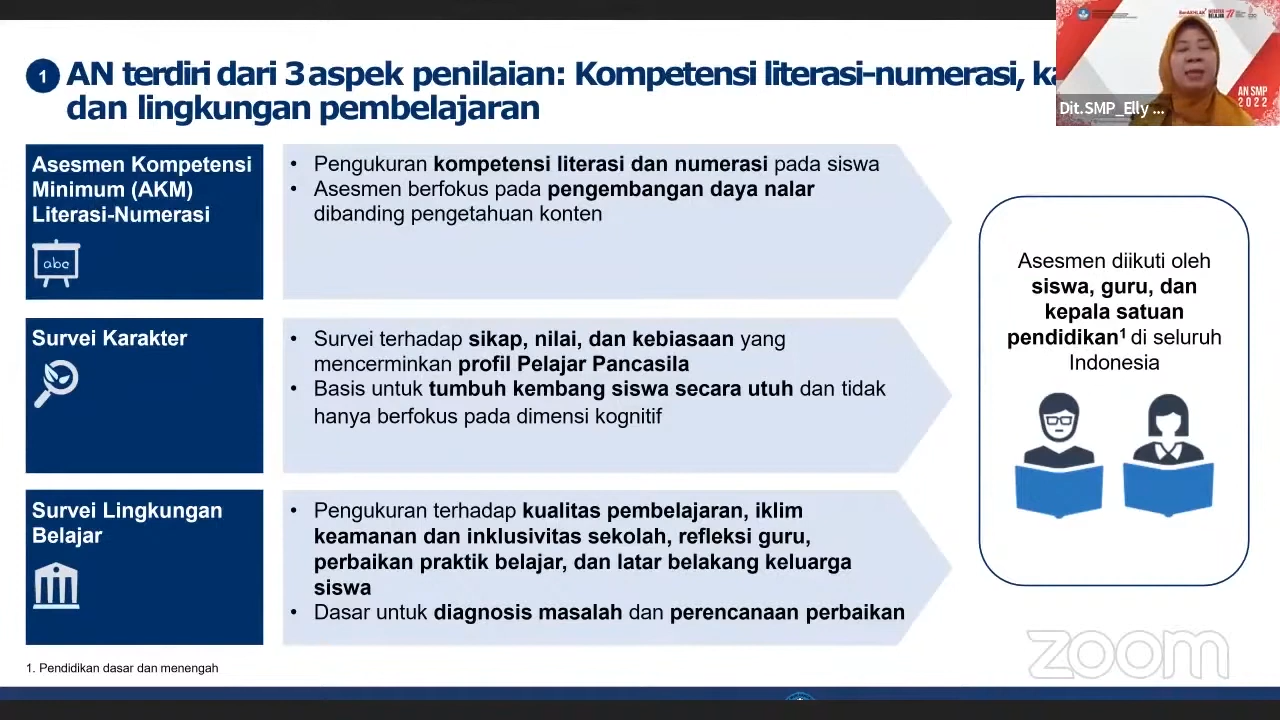 1 AN terdiri dari 3 aspek penilaian: Kompetensi literasi-numerasi,
dan lingkungan pembelajaran
Dit.SMP_Elly ...
AN SMP
2022
Asesmen Kompetensi
Minimum (AKM)
Literasi-Numerasi
abc
• Pengukuran kompetensi literasi dan numerasi pada siswa
• Asesmen berfokus pada pengembangan daya nalar
dibanding pengetahuan konten
Survei Karakter
• Survei terhadap sikap, nilai, dan kebiasaan yang
mencerminkan profil Pelajar Pancasila
• Basis untuk tumbuh kembang siswa secara utuh dan tidak
hanya berfokus pada dimensi kognitif
Survei Lingkungan
Belajar
• Pengukuran terhadap kualitas pembelajaran, iklim
keamanan dan inklusivitas sekolah, refleksi guru,
perbaikan praktik belajar, dan latar belakang keluarga
siswa
• Dasar untuk diagnosis masalah dan perencanaan perbaikan
Asesmen diikuti oleh
siswa, guru, dan
kepala satuan
pendidikan¹ di seluruh
Indonesia
1. Pendidikan dasar dan menengah
zoom